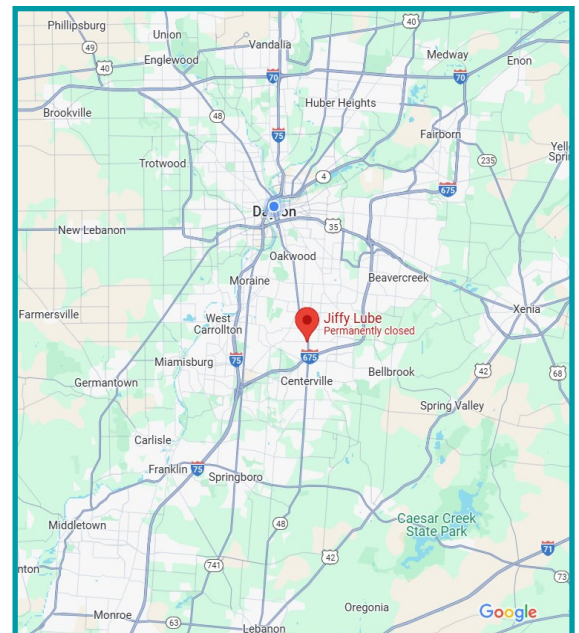 Phillipsburg
Union
40
Vandalia
49
Englewood
Medway
Enon
40
70
70
Huber Heights
Brookville
48
75
Fairborn
Trotwood
4
235
675
Dayton
35
New Lebanon
Oakwood
Beavercreek
Moraine
Farmersville
Xenia
West
Carrollton
Jiffy Lube
Permanently closed
75
675
Miamisburg
Bellbrook
42
68
Germantown
Centerville
Spring Valley
Carlisle
Franklin
75
Springboro
Middletown
48
Caesar Creek
State Park
42
71
741
73
Monroe
63
Oregonia
Google
Lebanon